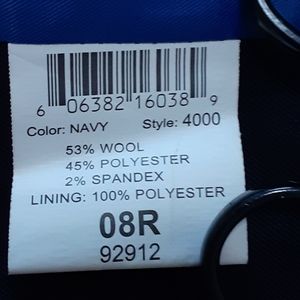 6 06382 16038 9
Color: NAVY Style: 4000
53% WOOL
45% POLYESTER
2% SPANDEX
LINING: 100% POLYESTER
08R
92912